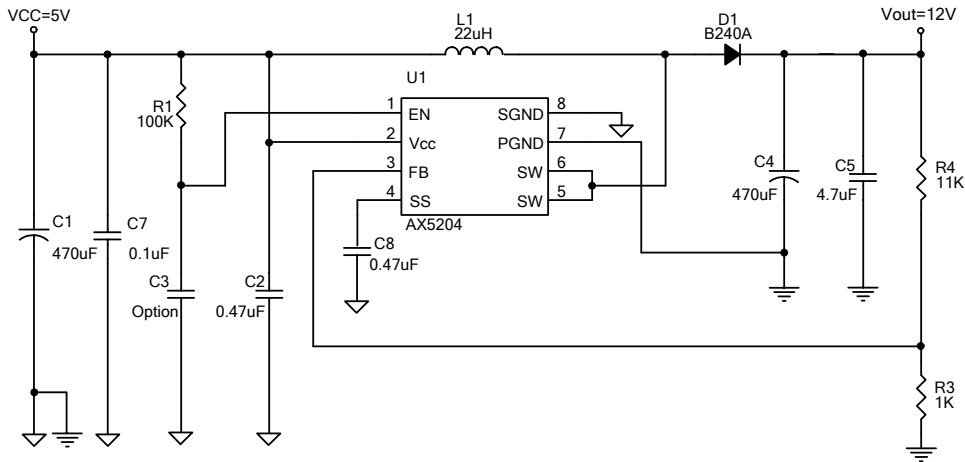 VCC=5V
L1
22uH
D1
B240A
Vout=12V
U1
R1
100K
1
EN
SGND
8
2
Vcc
PGND
7
3
FB
SW
6
4
SS
SW
5
AX5204
C4
470uF
C5
4.7uF
R4
11K
C1
470uF
C7
0.1uF
C8
0.47uF
C3
Option
C2
0.47uF
R3
1K